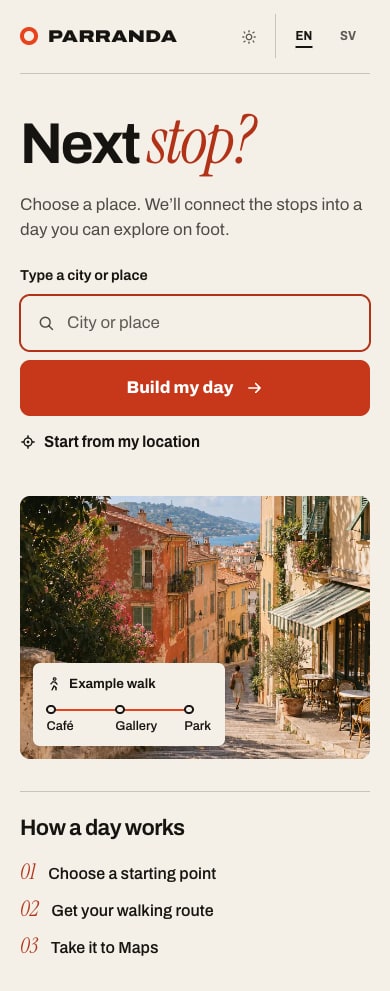 PARRANDA
EN SV
Next stop?
Choose a place. We’ll connect the stops into a
day you can explore on foot.
Type a city or place
City or place
Build my day →
Start from my location
Example walk
Café Gallery Park
How a day works
01 Choose a starting point
02 Get your walking route
03 Take it to Maps